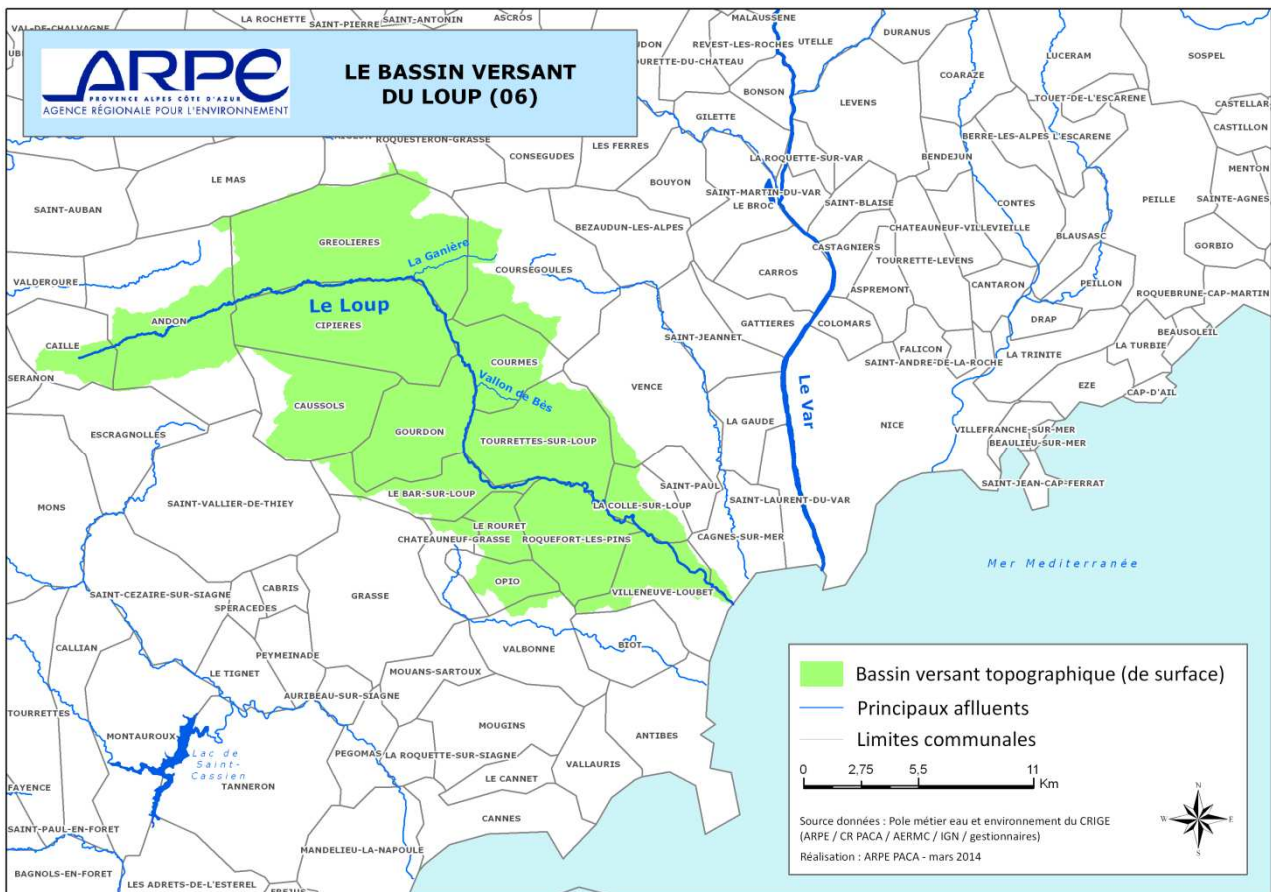 ARPE
PROVENCE ALPES CÔTE D'AZUR
AGENCE RÉGIONALE POUR L'ENVIRONNEMENT
LE BASSIN VERSANT
DU LOUP (06)
VAL-DE-CHALVAGNE
LA ROCHETTE
SAINT-PIERRE
SAINT-ANTONIN
ASCROS
MALAUSSENE
REVEST-LES-ROCHES
UTELLE
DURANUS
LUCERAM
SOSPEL
COARAZE
BONSON
LEVENS
TOUET-DE-L'ESCARENE
CASTELLAR
GILETTE
BERRE-LES-ALPES
L'ESCARENE
CASTILLON
ROQUESTERON-GRASSE
CONSEGUDES
LES FERRES
LA ROQUETTE-SUR-VAR
BENDEJUN
MENTON
LE MAS
BOUYON
SAINT-MARTIN-DU-VAR
LE BROC
SAINT-BLAISE
CONTES
PEILLE
SAINTE-AGNES
SAINT-AUBAN
BEZAUDUN-LES-ALPES
CHATEAUNEUF-VILLEVIEILLE
BLAUSASC
GORBIO
GREOLIERES
La Ganière
COURSÉGOULES
CASTAGNIERS
TOURRETTE-LEVENS
CARROS
VALDEROURE
ASPREMONT
CANTARON
PEILLON
ROQUEBRUNE-CAP-MARTIN
Le Loup
ANDON
CIPIERES
GATTIERES
COLOMARS
DRAP
BEAUSOLEIL
CAILLE
SAINT-JEANNET
FALICON
SAINT-ANDRE-DE-LA-ROCHE
LA TRINITE
LA TURBIE
SERANON
COURMES
VENCE
EZE
CAP-D'AIL
Vallon de Bès
Le Var
CAUSSOLS
LA GAUDE
NICE
VILLEFRANCHE-SUR-MER
BEAULIEU-SUR-MER
ESCRAGNOLLES
GOURDON
TOURRETTES-SUR-LOUP
SAINT-JEAN-CAP-FERRAT
SAINT-PAUL
SAINT-LAURENT-DU-VAR
MONS
SAINT-VALLIER-DE-THIEY
LE BAR-SUR-LOUP
LA COLLE-SUR-LOUP
LE ROURET
CHATEAUNEUF-GRASSE
ROQUEFORT-LES-PINS
CAGNES-SUR-MER
Mer Mediterranée
OPIO
VILLENEUVE-LOUBET
SAINT-CEZAIRE-SUR-SIAGNE
CABRIS
SPERACEDES
GRASSE
CALLIAN
PEYMEINADE
VALBONNE
BIOT
LE TIGNET
MOUANS-SARTOUX
AURIBEAU-SUR-SIAGNE
TOURRETTES
MONTAUROUX
MOUGINS
ANTIBES
Lac de
Saint-
Cassien
PEGOMAS
LA ROQUETTE-SUR-SIAGNE
VALLAURIS
FAYENCE
TANNERON
LE CANNET
SAINT-PAUL-EN-FORET
CANNES
MANDELIEU-LA-NAPOULE
BAGNOLS-EN-FORET
LES ADRETS-DE-L'ESTEREL
FREJUS
Bassin versant topographique (de surface)
Principaux aflluents
Limites communales
0 2,75 5,5 11
Km
N
W E
S
Source données : Pole métier eau et environnement du CRIGE
(ARPE / CR PACA / AERMC / IGN / gestionnaires)
Réalisation : ARPE PACA - mars 2014